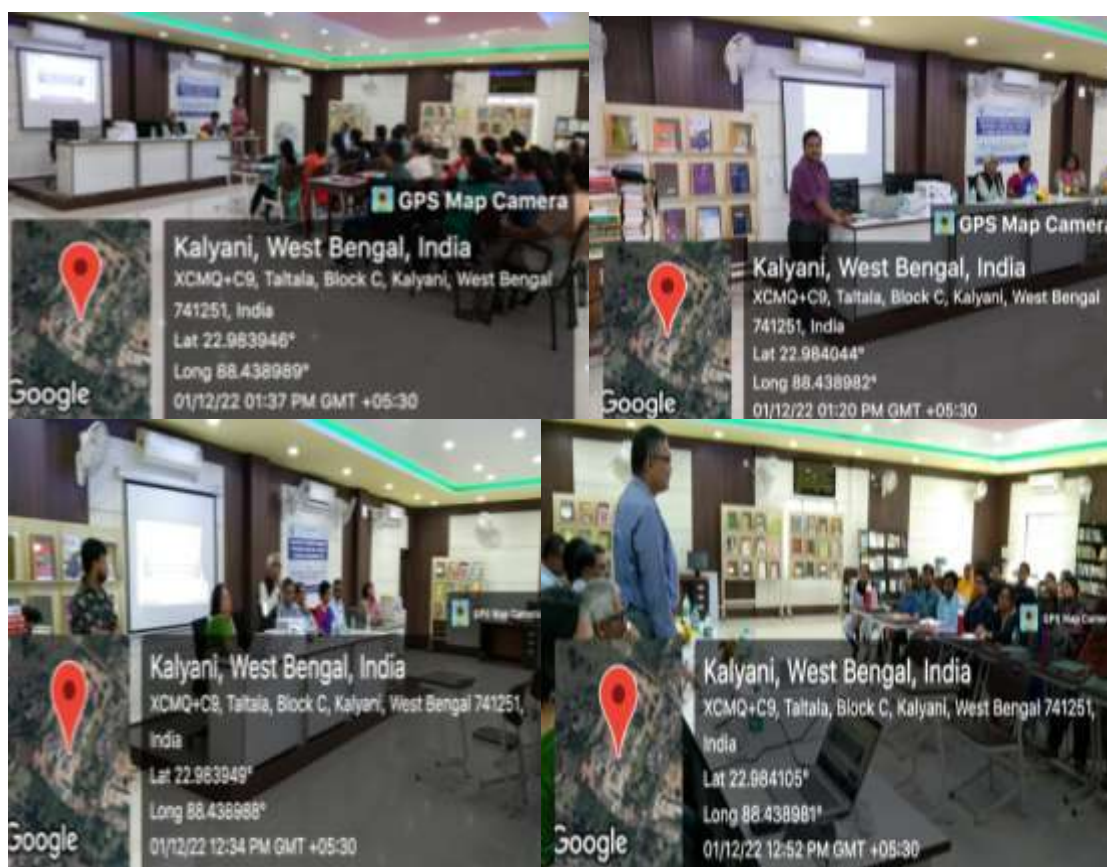 GPS Map Camera
Kalyani, West Bengal, India
XCMQ+C9, Taltala, Block C, Kalyani, West Bengal
741251, India
Lat 22.983946°
Long 88.438989°
01/12/22 01:37 PM GMT +05:30
Google
GPS Map Camera
Kalyani, West Bengal, India
XCMQ+C9, Taltala, Block C, Kalyani, West Bengal
741251, India
Lat 22.984044°
Long 88.438982°
01/12/22 01:20 PM GMT +05:30
Google
GPS Map Camera
Kalyani, West Bengal, India
XCMQ+C9, Taltala, Block C, Kalyani, West Bengal 741251,
India
Lat 22.983949°
Long 88.438988°
01/12/22 12:34 PM GMT +05:30
Google
GPS Map Camera
Kalyani, West Bengal, India
XCMQ+C9, Taltala, Block C, Kalyani, West Bengal 741251,
India
Lat 22.984105°
Long 88.438981°
01/12/22 12:52 PM GMT +05:30
Google